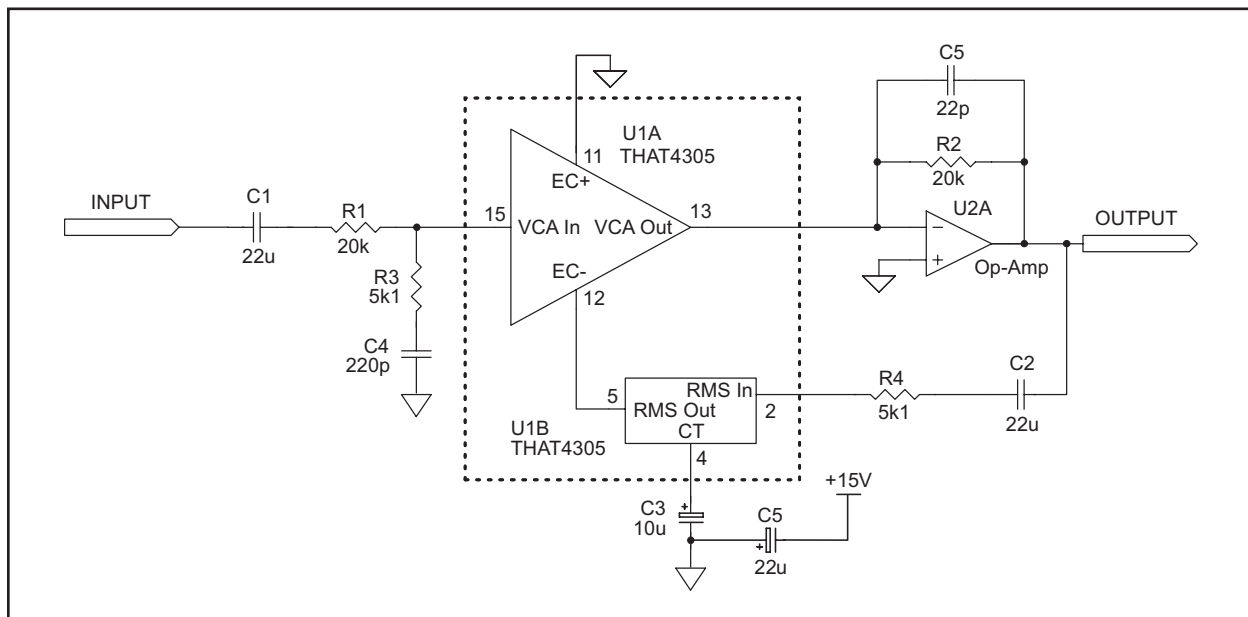 C5
22p
R2
20k
U2A
Op-Amp
INPUT
C1
22u
R1
20k
R3
5k1
C4
220p
U1A
THAT4305
11
EC+
15
VCA In
VCA Out
13
EC-
12
OUTPUT
5
RMS In
RMS Out
CT
2
4
U1B
THAT4305
R4
5k1
C2
22u
+15V
C3
10u
C5
22u